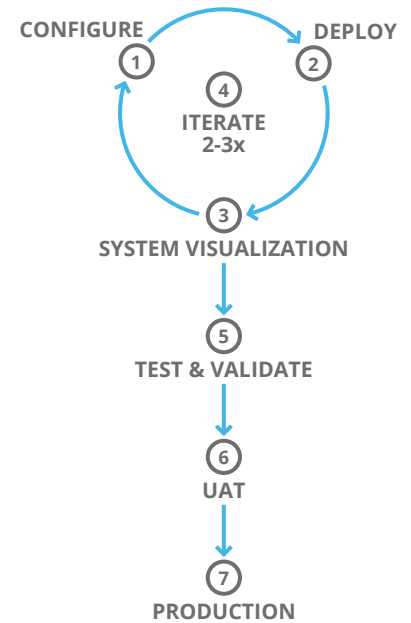 CONFIGURE
1
DEPLOY
2
4
ITERATE
2-3x
3
SYSTEM VISUALIZATION
5
TEST & VALIDATE
6
UAT
7
PRODUCTION